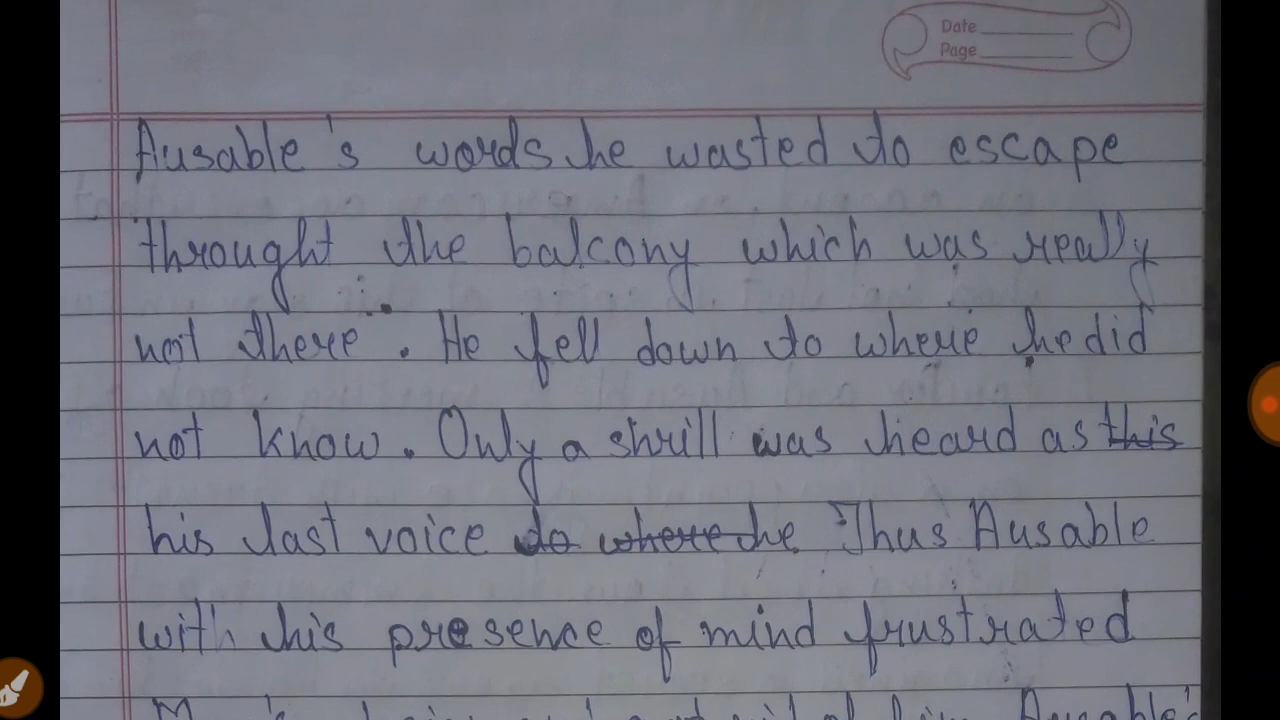 Date
Page
Ausable's words he wasted to escape
throught the balcony which was really
not there. He fell down to where he did
not know. Only a shrill was heard as this
his last voice to where he Thus Ausable
with his presence of mind frustrated
Ausable's